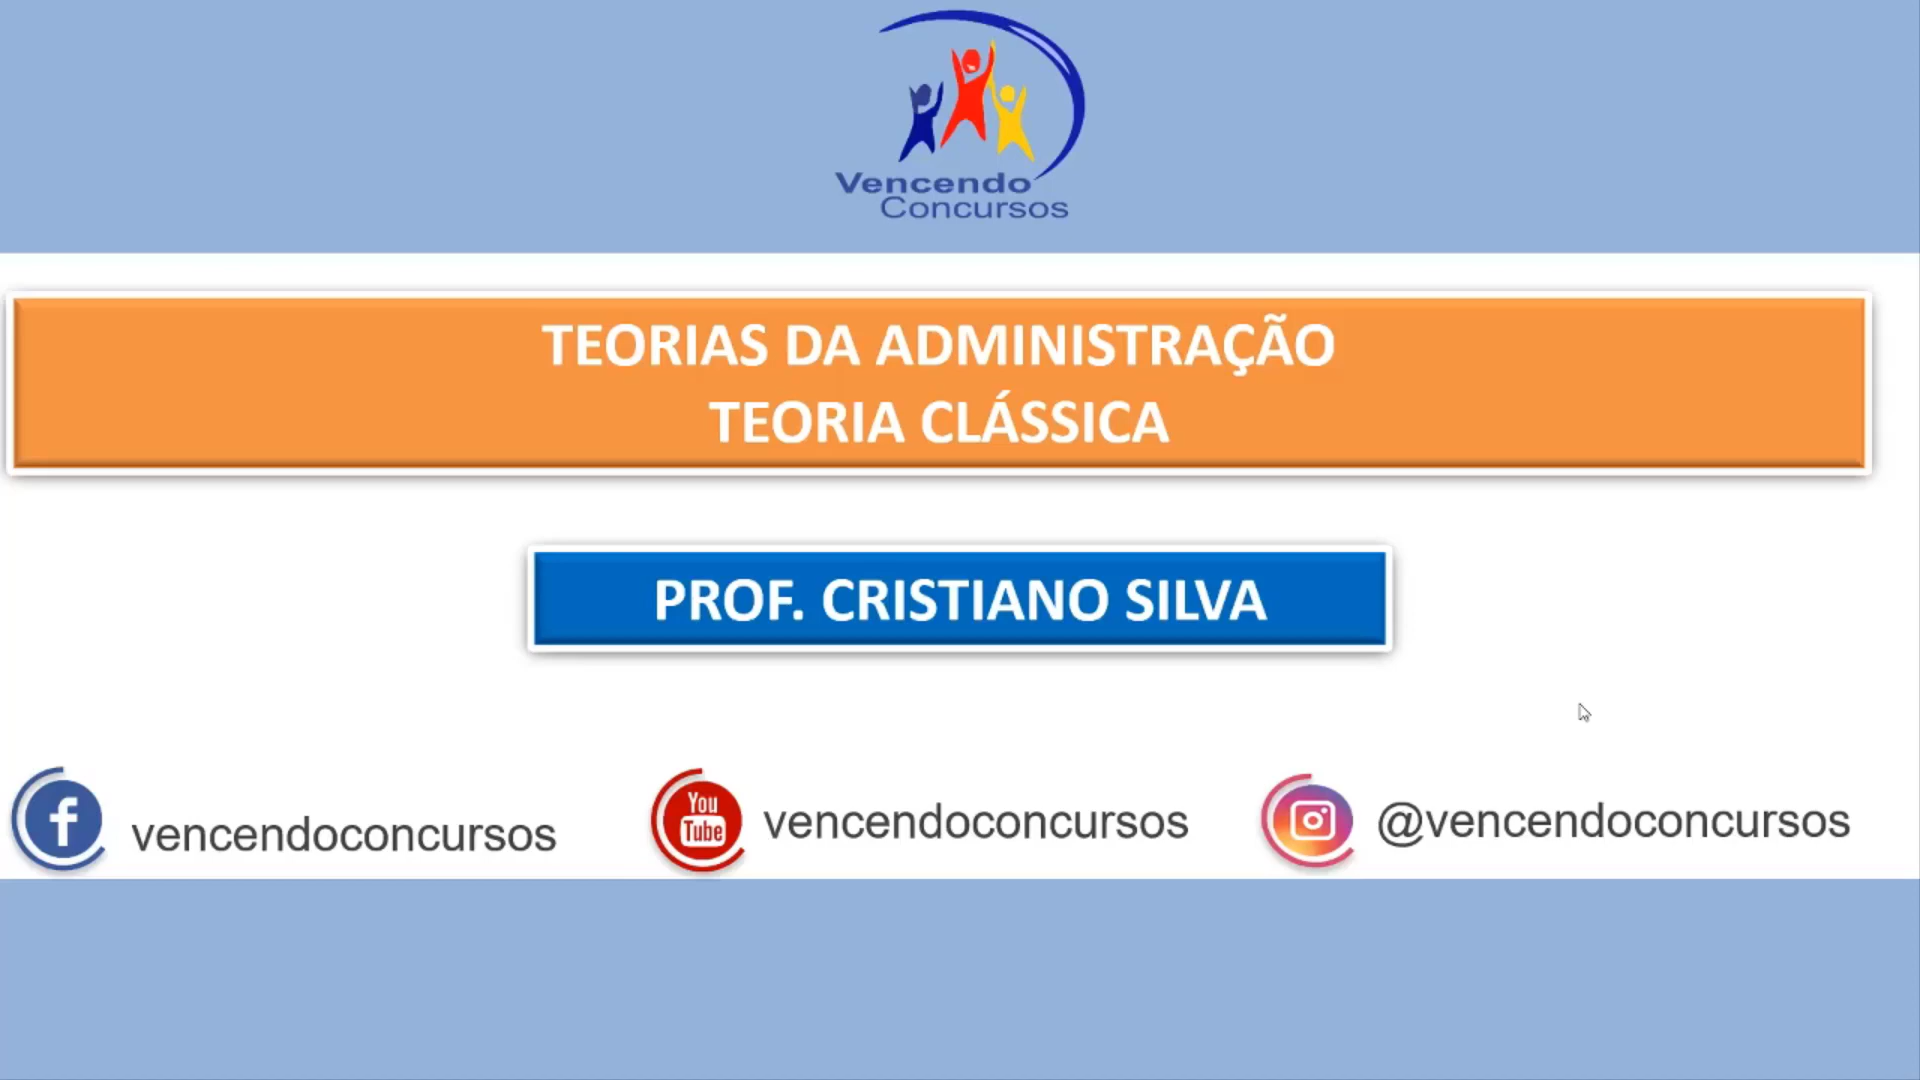 Vencendo
Concursos
TEORIAS DA ADMINISTRAÇÃO
TEORIA CLÁSSICA
PROF. CRISTIANO SILVA
vencendoconcursos
You
Tube
vencendoconcursos
@vencendoconcursos